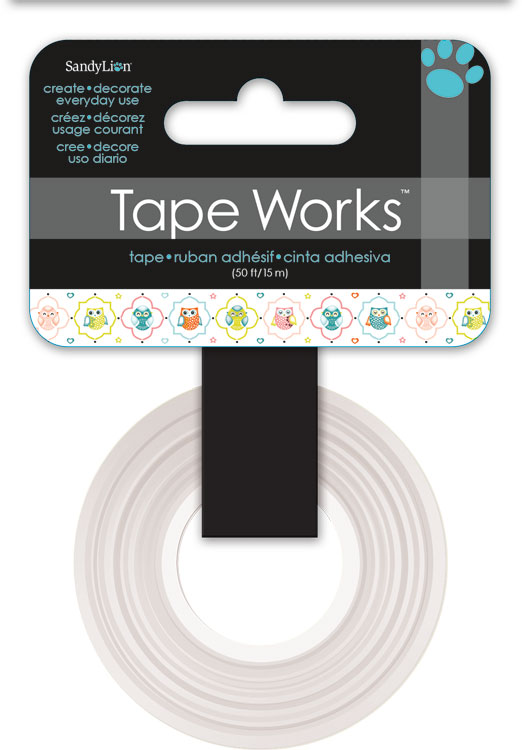 SandyLion
create•decorate
everyday use
créez•décorez
usage courant
cree•decore
uso diario
Tape Works™
tape•ruban adhésif•cinta adhesiva
(50 ft/15 m)